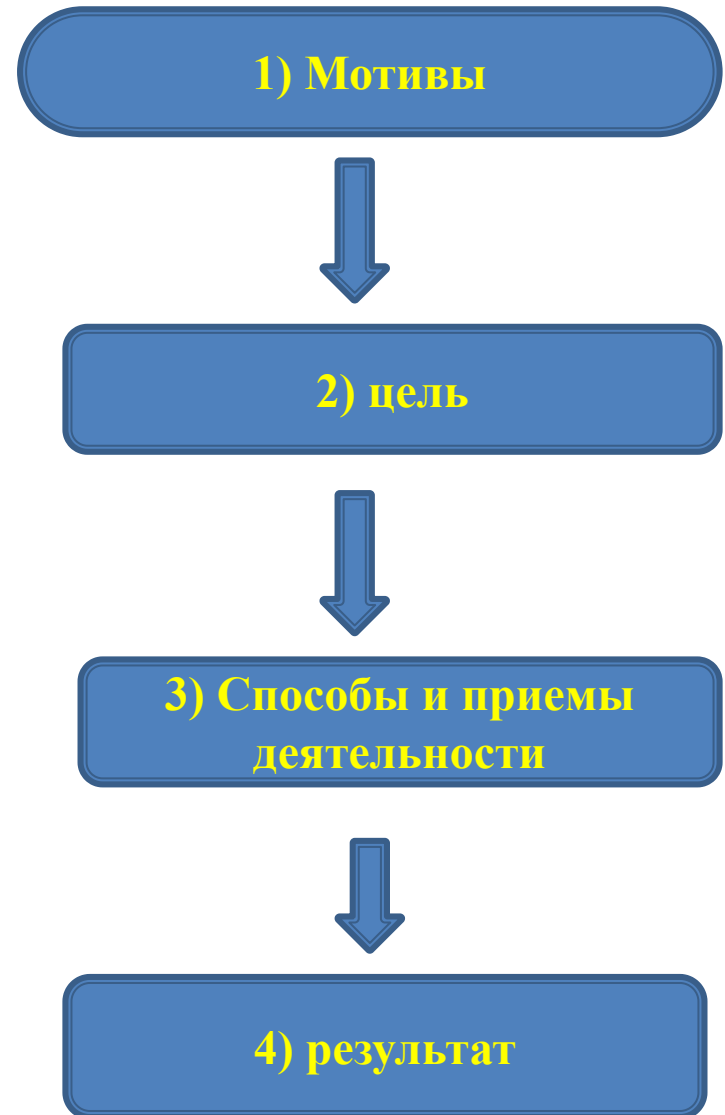 1) Мотивы
2) цель
3) Способы и приемы
деятельности
4) результат